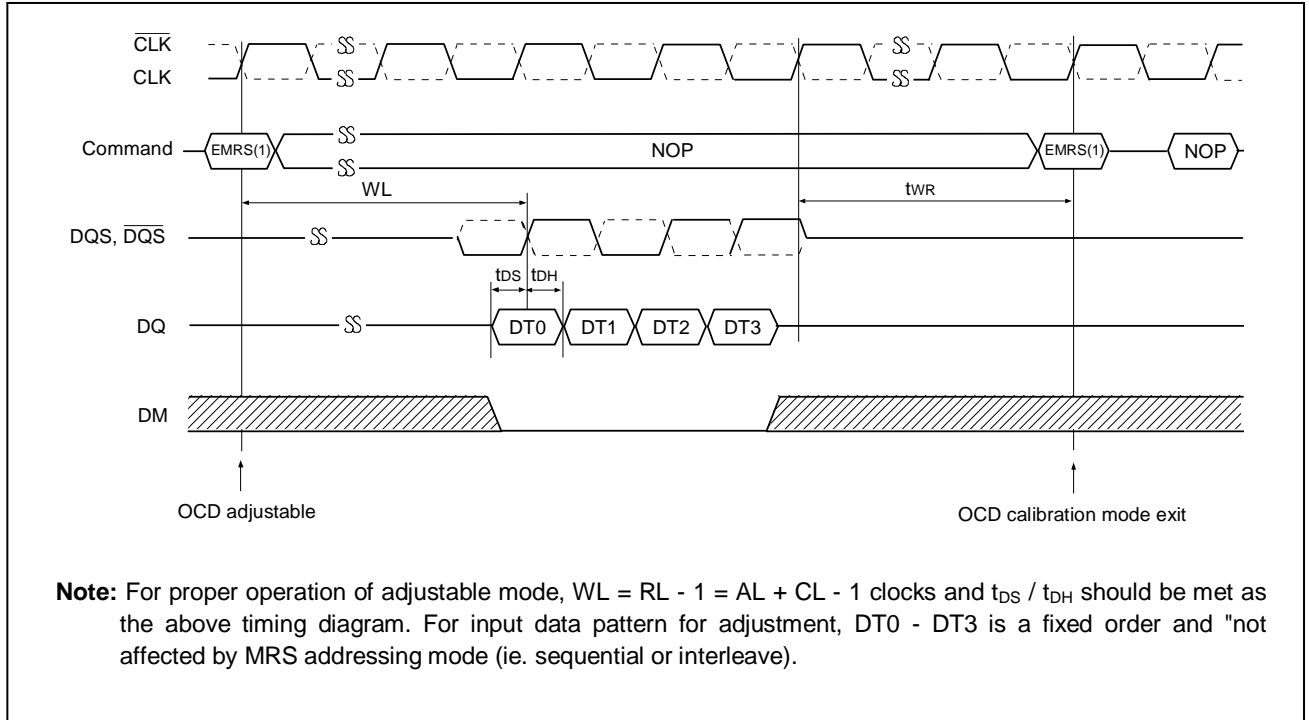 CLK
CLK
Command
EMRS(1)
NOP
EMRS(1)
NOP
WL
tWR
DQS, DQS
tDS
tDH
DQ
DT0
DT1
DT2
DT3
DM
OCD adjustable
OCD calibration mode exit
Note: For proper operation of adjustable mode, WL = RL - 1 = AL + CL - 1 clocks and tDS / tDH should be met as
the above timing diagram. For input data pattern for adjustment, DT0 - DT3 is a fixed order and "not
affected by MRS addressing mode (ie. sequential or interleave).